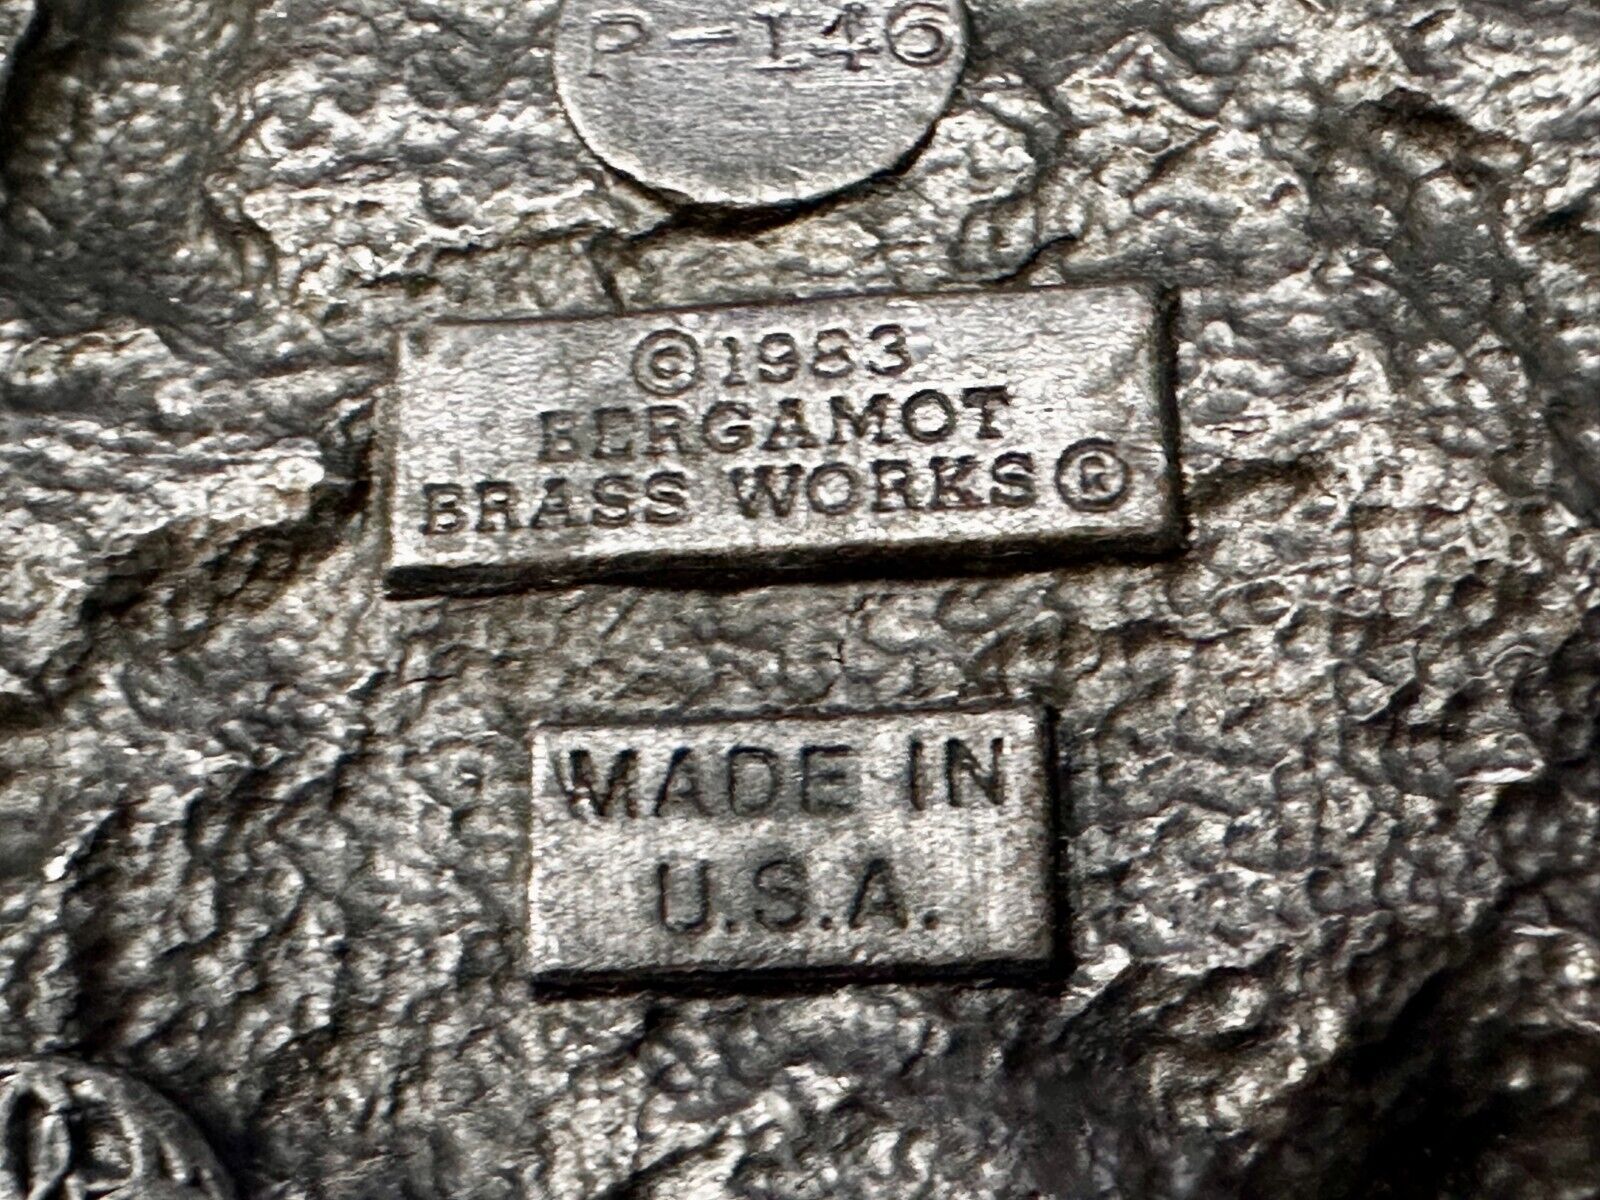 P-146
©1983
BERGAMOT
BRASS WORKS®
MADE IN
U.S.A.